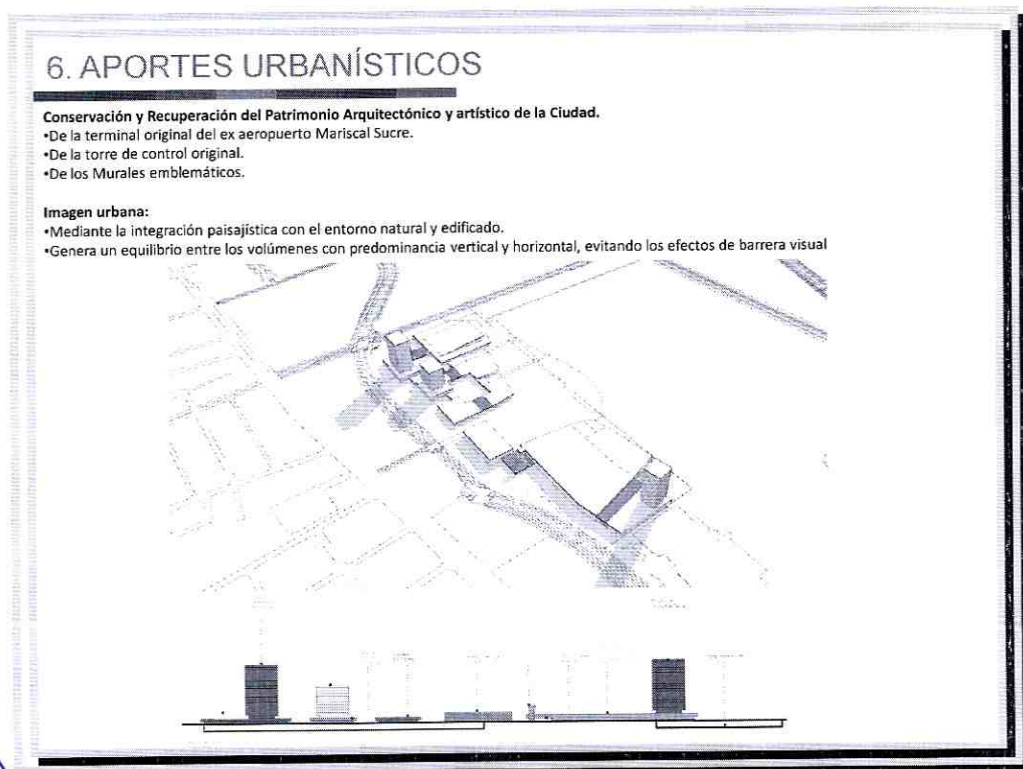 6. APORTES URBANÍSTICOS
Conservación y Recuperación del Patrimonio Arquitectónico y artístico de la Ciudad.
•De la terminal original del ex aeropuerto Mariscal Sucre.
•De la torre de control original.
•De los Murales emblemáticos.
Imagen urbana:
•Mediante la integración paisajística con el entorno natural y edificado.
•Genera un equilibrio entre los volúmenes con predominancia vertical y horizontal, evitando los efectos de barrera visual